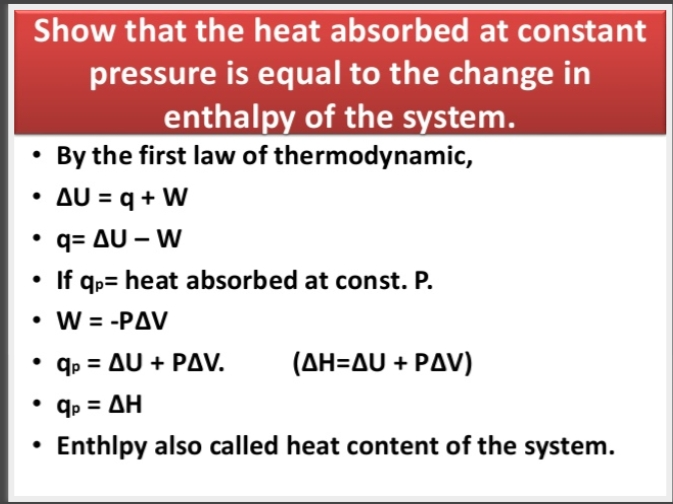 Show that the heat absorbed at constant
pressure is equal to the change in
enthalpy of the system.
• By the first law of thermodynamic,
• ΔU = q + W
• q= ΔU – W
• If qₚ= heat absorbed at const. P.
• W = -PΔV
• qₚ = ΔU + PΔV. (ΔH=ΔU + PΔV)
• qₚ = ΔH
• Enthlpy also called heat content of the system.